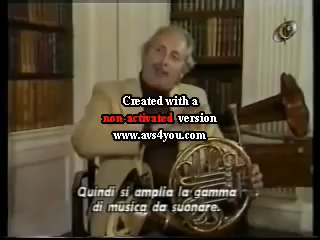 Created with a
non-activated version
www.avs4you.com
Quindi si amplia la gamma
di musica da suonare.